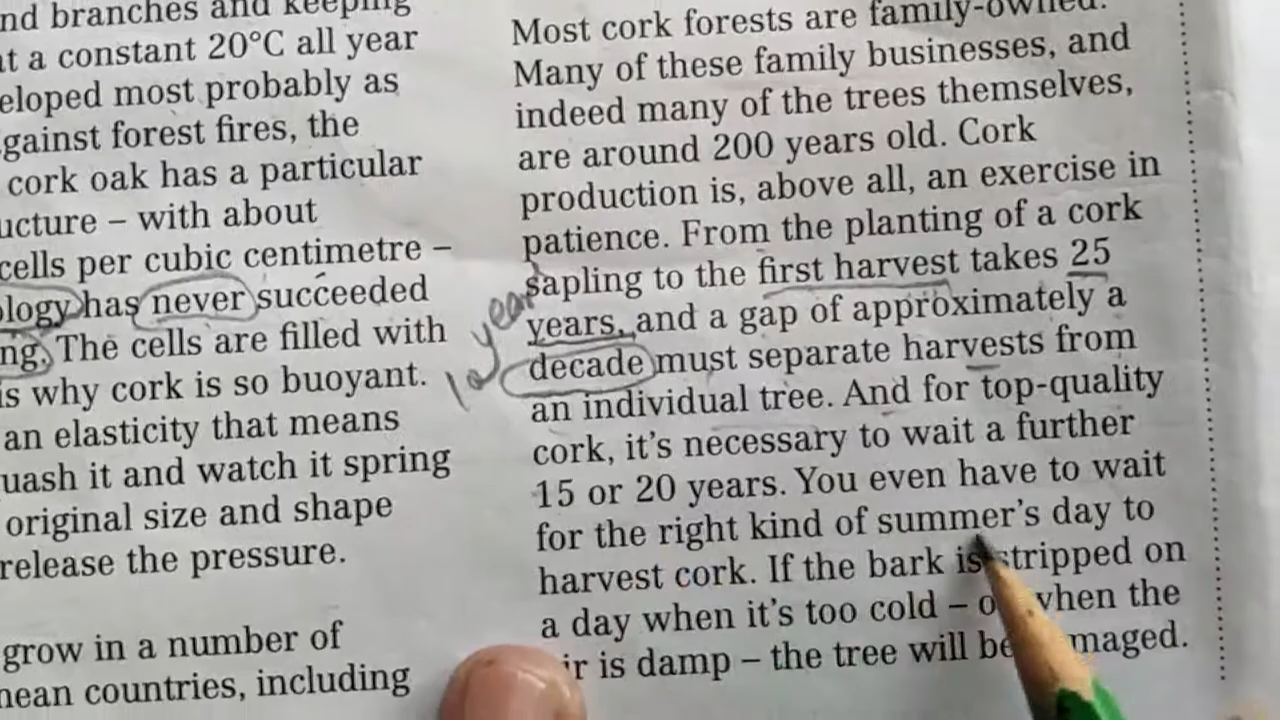 nd branches and keeping
at a constant 20°C all year
eloped most probably as
gainst forest fires, the
cork oak has a particular
ucture – with about
cells per cubic centimetre –
ology has never succeeded
ng. The cells are filled with
is why cork is so buoyant.
an elasticity that means
uash it and watch it spring
original size and shape
release the pressure.
grow in a number of
nean countries, including
Most cork forests are family-owned.
Many of these family businesses, and
indeed many of the trees themselves,
are around 200 years old. Cork
production is, above all, an exercise in
patience. From the planting of a cork
sapling to the first harvest takes 25
years, and a gap of approximately a
decade must separate harvests from
an individual tree. And for top-quality
cork, it's necessary to wait a further
15 or 20 years. You even have to wait
for the right kind of summer's day to
harvest cork. If the bark is stripped on
a day when it's too cold – or when the
air is damp – the tree will be damaged.
10 year